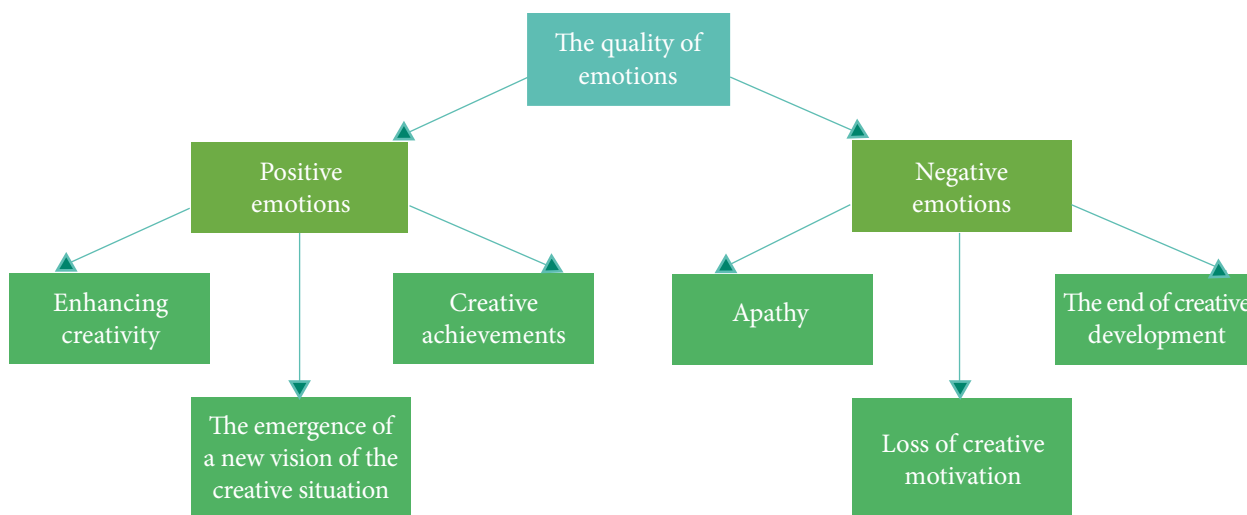 The quality of
emotions
Positive
emotions
Negative
emotions
Enhancing
creativity
Creative
achievements
Apathy
The end of creative
development
The emergence of
a new vision of the
creative situation
Loss of creative
motivation